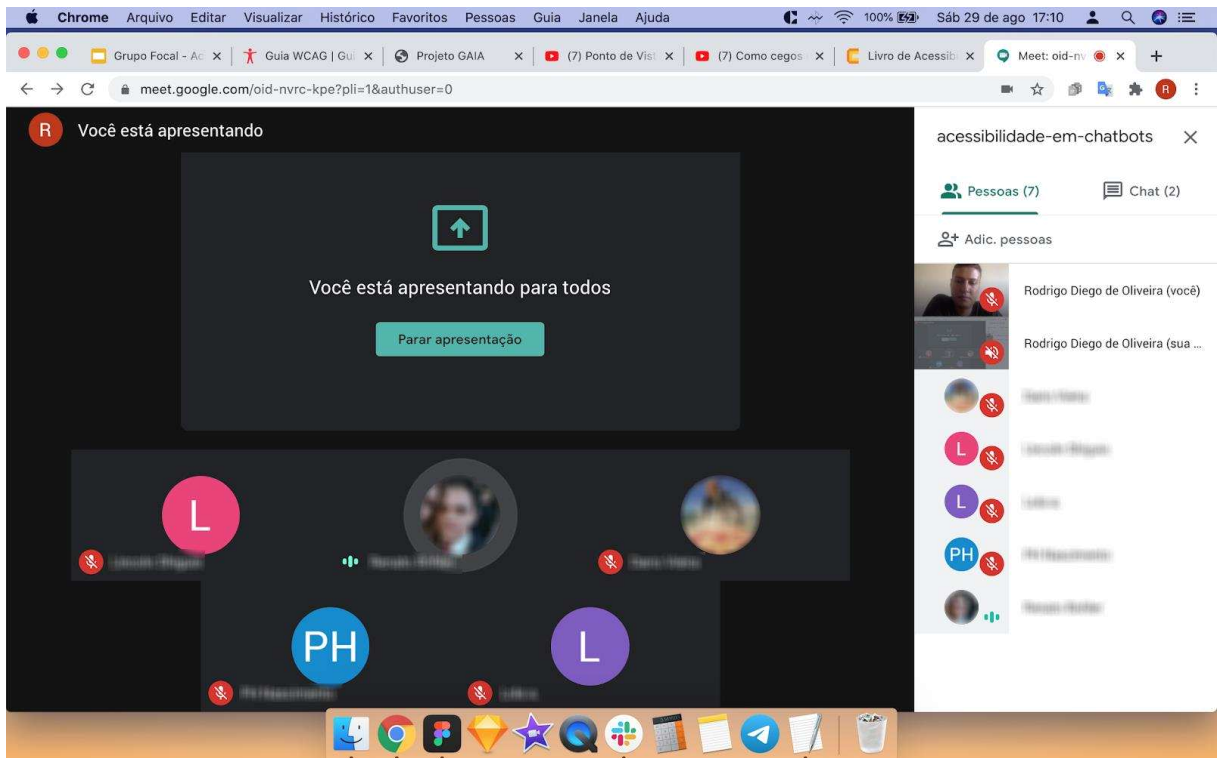 Chrome Arquivo Editar Visualizar Histórico Favoritos Pessoas Guia Janela Ajuda 100% Sáb 29 de ago 17:10
Grupo Focal - Ac Guia WCAG | Gui Projeto GAIA (7) Ponto de Vist (7) Como cegos Livro de Acessib Meet: oid-nv
meet.google.com/oid-nvrc-kpe?pli=1&authuser=0 R
R Você está apresentando
acessibilidade-em-chatbots
Pessoas (7) Chat (2)
Adic. pessoas
Você está apresentando para todos
Parar apresentação
Rodrigo Diego de Oliveira (você)
Rodrigo Diego de Oliveira (sua ...
L
L
PH
L
PH
L